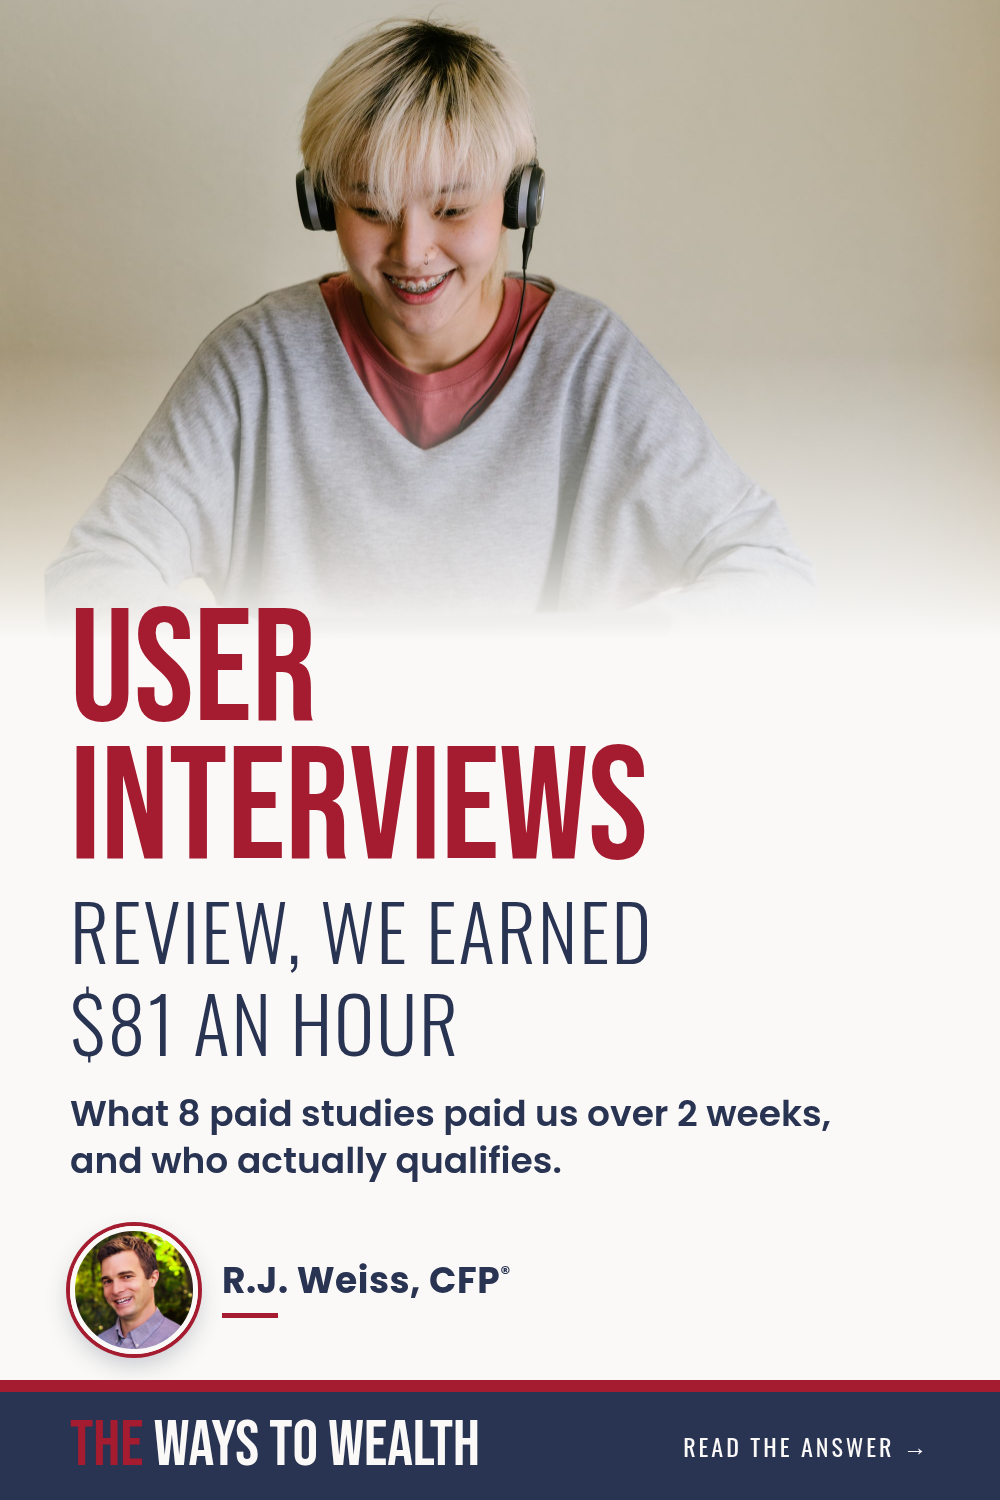 USER
INTERVIEWS
REVIEW, WE EARNED
$81 AN HOUR
What 8 paid studies paid us over 2 weeks,
and who actually qualifies.
R.J. Weiss, CFP®
THE WAYS TO WEALTH
READ THE ANSWER →